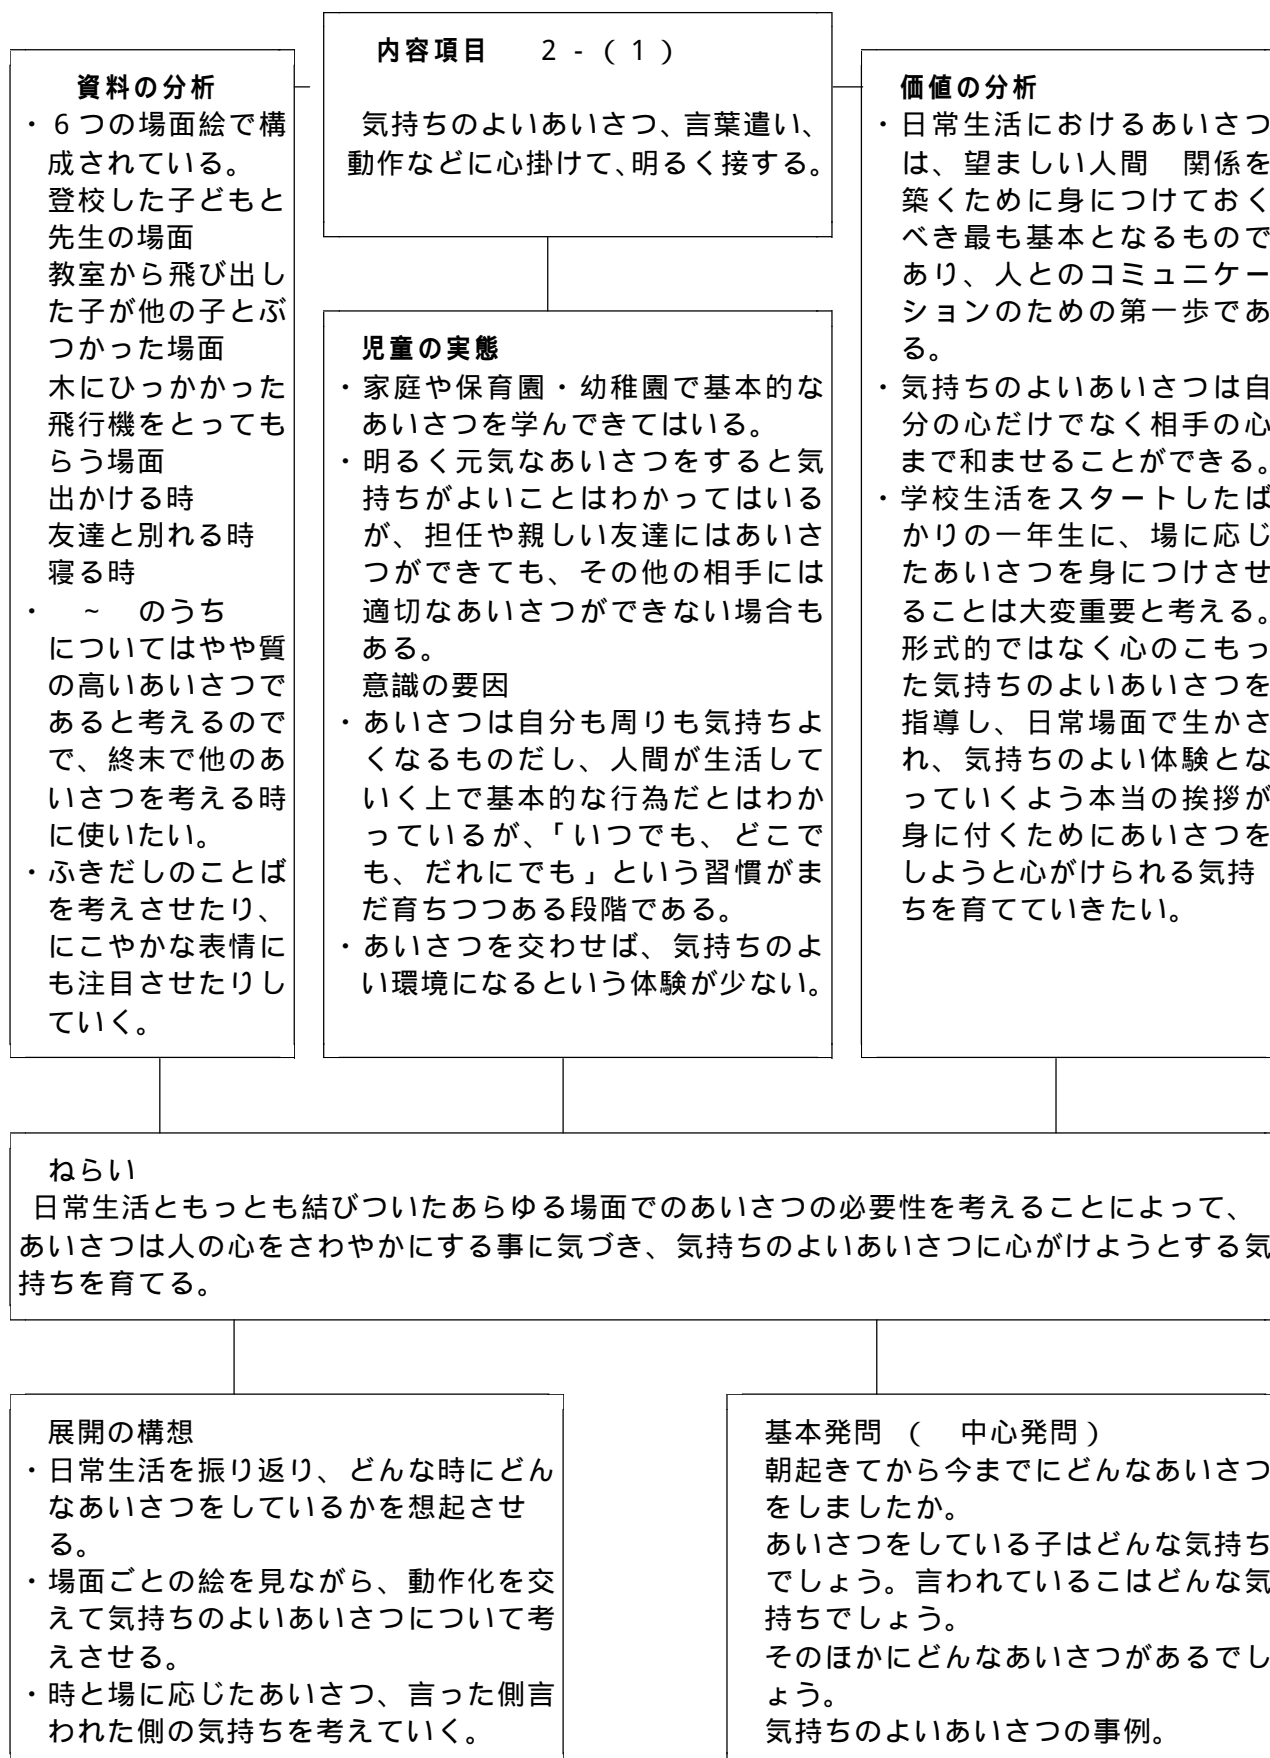 内容項目　２-(１)
気持ちのよいあいさつ、言葉遣い、
動作などに心掛けて、明るく接する。
資料の分析
・６つの場面絵で構
成されている。
登校した子どもと
先生の場面
教室から飛び出し
た子が他の子とぶ
つかった場面
木にひっかかった
飛行機をとっても
らう場面
出かける時
友達と別れる時
寝る時
・　~　のうち
についてはやや質
の高いあいさつで
あると考えるので
で、終末で他のあ
いさつを考える時
に使いたい。
・ふきだしのことば
を考えさせたり、
にこやかな表情に
も注目させたりし
ていく。
児童の実態
・家庭や保育園・幼稚園で基本的な
あいさつを学んできてはいる。
・明るく元気なあいさつをすると気
持ちがよいことはわかってはいる
が、担任や親しい友達にはあいさ
つができても、その他の相手には
適切なあいさつができない場合も
ある。
意識の要因
・あいさつは自分も周りも気持ちよ
くなるものだし、人間が生活して
いく上で基本的な行為だとはわか
っているが、「いつでも、どこで
も、だれにでも」という習慣がま
だ育ちつつある段階である。
・あいさつを交わせば、気持ちのよ
い環境になるという体験が少ない。
価値の分析
・日常生活におけるあいさつ
は、望ましい人間　関係を
築くために身につけておく
べき最も基本となるもので
あり、人とのコミュニケー
ションのための第一歩であ
る。
・気持ちのよいあいさつは自
分の心だけでなく相手の心
まで和ませることができる。
・学校生活をスタートしたば
かりの一年生に、場に応じ
たあいさつを身につけさせ
ることは大変重要と考える。
形式的ではなく心のこもっ
た気持ちのよいあいさつを
指導し、日常場面で生かさ
れ、気持ちのよい体験とな
っていくよう本当の挨拶が
身に付くためにあいさつを
しようと心がけられる気持
ちを育てていきたい。
ねらい
日常生活ともっとも結びついたあらゆる場面でのあいさつの必要性を考えることによって、
あいさつは人の心をさわやかにする事に気づき、気持ちのよいあいさつに心がけようとする気
持ちを育てる。
展開の構想
・日常生活を振り返り、どんな時にどん
なあいさつをしているかを想起させ
る。
・場面ごとの絵を見ながら、動作化を交
えて気持ちのよいあいさつについて考
えさせる。
・時と場に応じたあいさつ、言った側言
われた側の気持ちを考えていく。
基本発問　(　中心発問)
朝起きてから今までにどんなあいさつ
をしましたか。
あいさつをしている子はどんな気持ち
でしょう。言われているこはどんな気
持ちでしょう。
そのほかにどんなあいさつがあるでし
ょう。
気持ちのよいあいさつの事例。